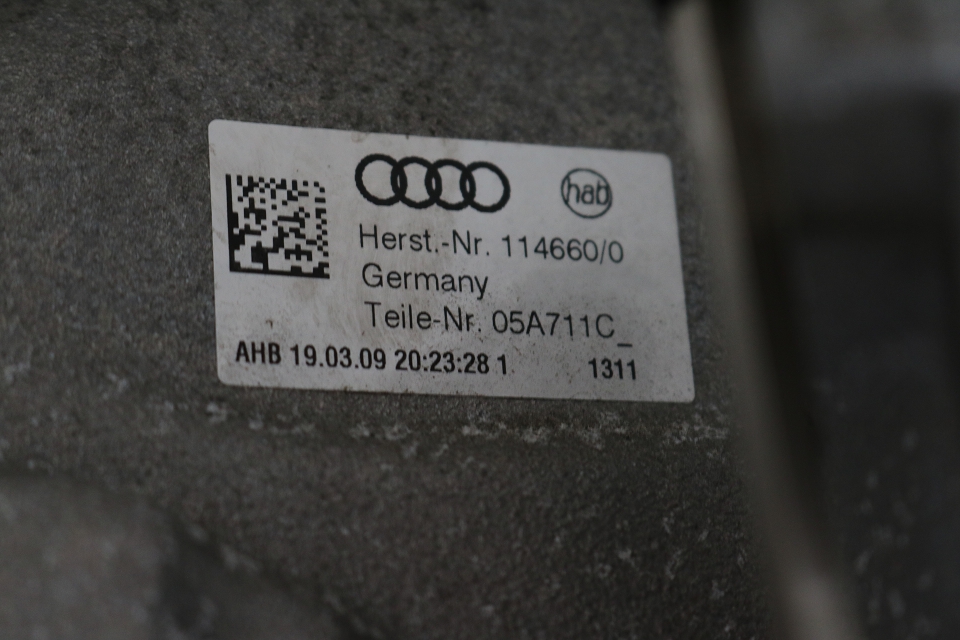 hab
Herst.-Nr. 114660/0
Germany
Teile-Nr. 05A711C_
AHB 19.03.09 20:23:28 1 1311